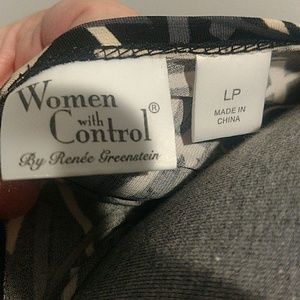 Women
with
Control®
By Renée Greenstein
LP
MADE IN
CHINA